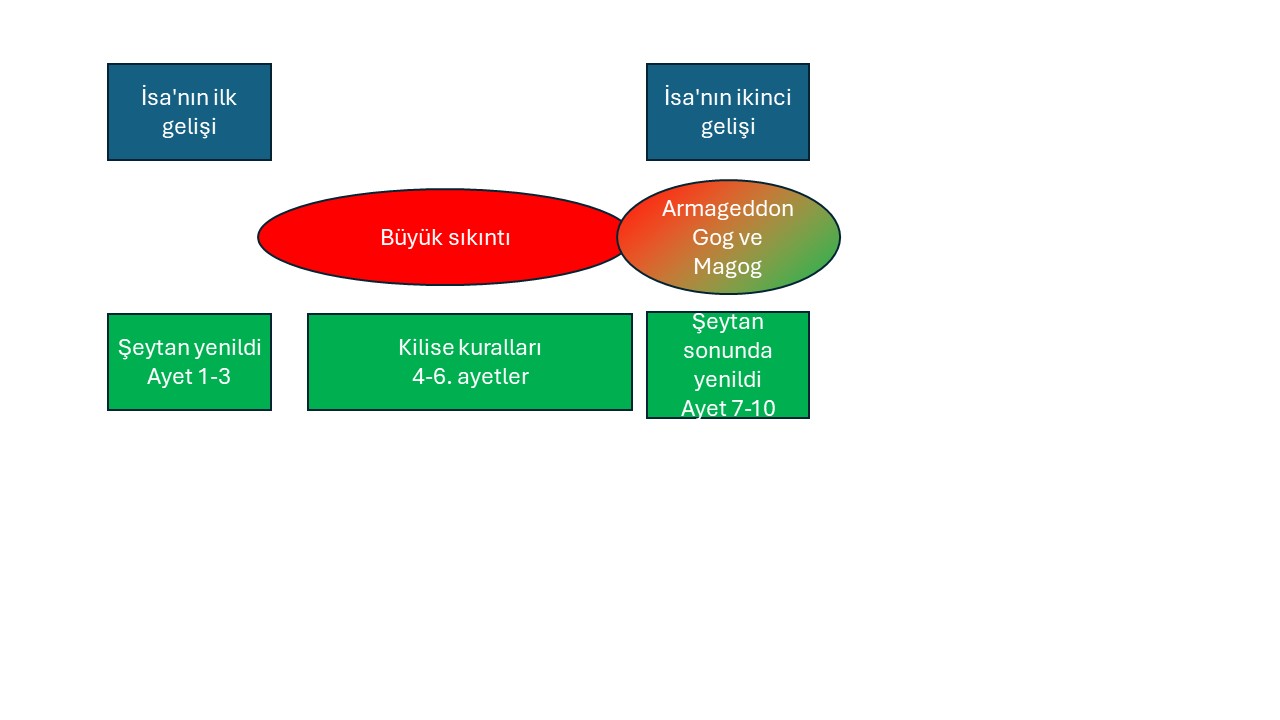 İsa'nın ilk
gelişi
İsa'nın ikinci
gelişi
Büyük sıkıntı
Armageddon
Gog ve
Magog
Şeytan yenildi
Ayet 1-3
Kilise kuralları
4-6. ayetler
Şeytan
sonunda
yenildi
Ayet 7-10